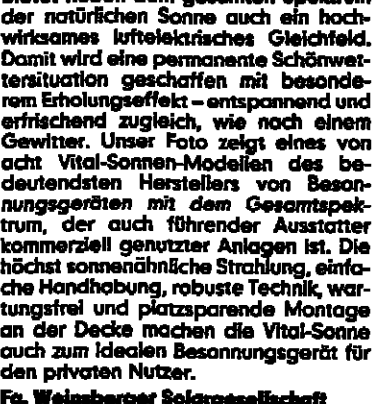 bietet neben dem gesamten Spektrum
der natürlichen Sonne auch ein hoch-
wirksames luftelektrisches Gleichfeld.
Damit wird eine permanente Schönwet-
tersituation geschaffen mit besonde-
rem Erholungseffekt – entspannend und
erfrischend zugleich, wie nach einem
Gewitter. Unser Foto zeigt eines von
acht Vital-Sonnen-Modellen des be-
deutendsten Herstellers von Beson-
nungsgeräten mit dem Gesamtspek-
trum, der auch führender Ausstatter
kommerziell genutzter Anlagen ist. Die
höchst sonnenähnliche Strahlung, einfa-
che Handhabung, robuste Technik, war-
tungsfrei und platzsparende Montage
an der Decke machen die Vital-Sonne
auch zum idealen Besonnungsgerät für
den privaten Nutzer.
Fa. Weinsberger Solargesellschaft